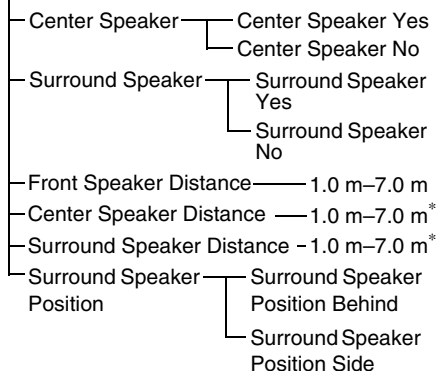 Center Speaker Center Speaker Yes
Center Speaker No
Surround Speaker Surround Speaker
Yes
Surround Speaker
No
Front Speaker Distance 1.0 m–7.0 m
Center Speaker Distance 1.0 m–7.0 m*
Surround Speaker Distance 1.0 m–7.0 m*
Surround Speaker Surround Speaker
Position Position Behind
Surround Speaker
Position Side